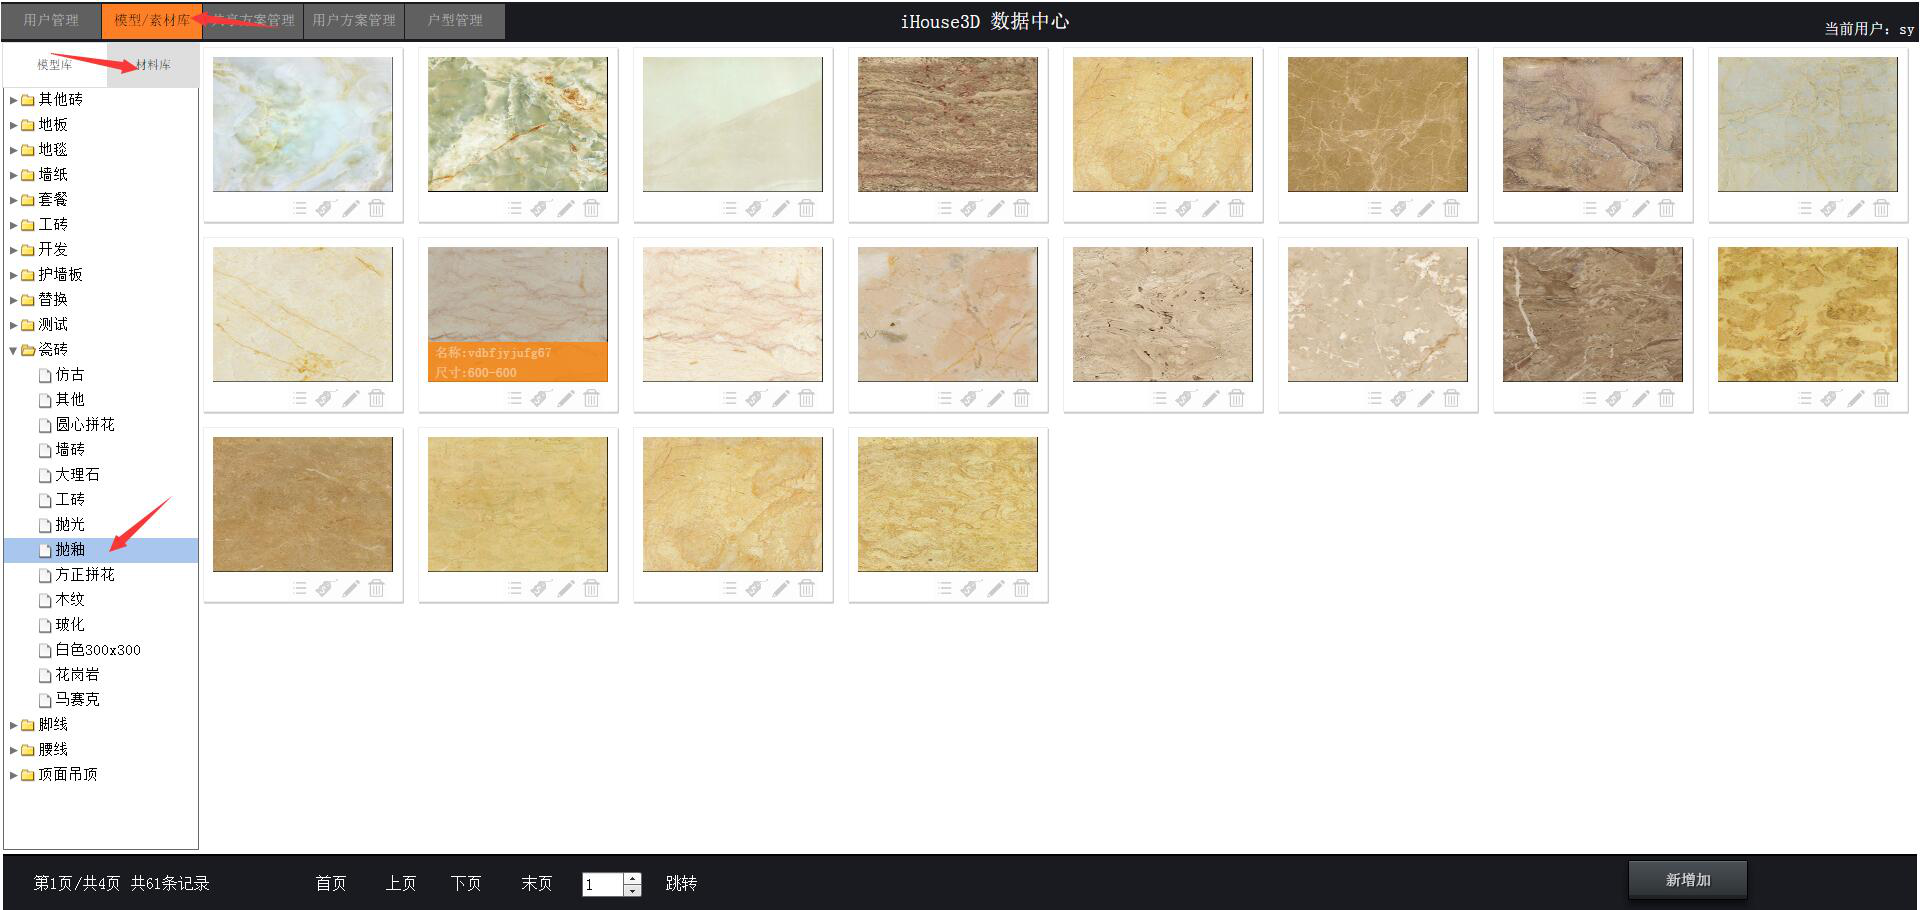 用户管理
模型/素材库
共享方案管理
用户方案管理
户型管理
iHouse3D 数据中心
当前用户: sy
模型库
材料库
其他砖
地板
地毯
墙纸
套餐
工砖
开发
护墙板
替换
测试
瓷砖
仿古
其他
圆心拼花
墙砖
大理石
工砖
抛光
抛釉
方正拼花
木纹
玻化
白色300x300
花岗岩
马赛克
脚线
腰线
顶面吊顶
名称:vdbfjyjufg67
尺寸:600-600
第1页/共4页 共61条记录
首页
上页
下页
末页
1
跳转
新增加